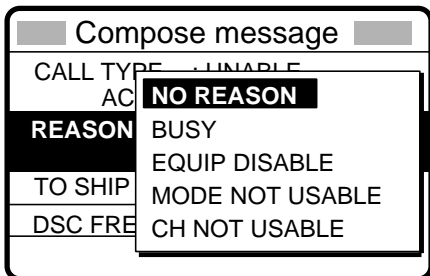 Compose message
CALL TYPE : UNABLE
AC
NO REASON
REASON
BUSY
EQUIP DISABLE
TO SHIP
MODE NOT USABLE
DSC FRE
CH NOT USABLE